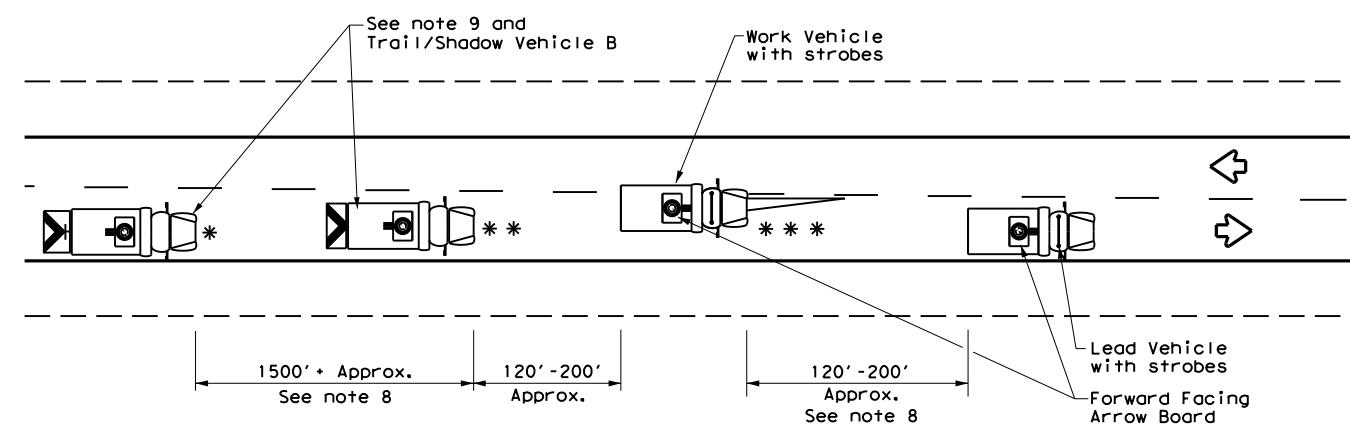 See note 9 and
Trail/Shadow Vehicle B
Work Vehicle
with strobes
*
* *
* * *
1500'+ Approx.
See note 8
120'-200'
Approx.
120'-200'
Approx.
See note 8
Lead Vehicle
with strobes
Forward Facing
Arrow Board